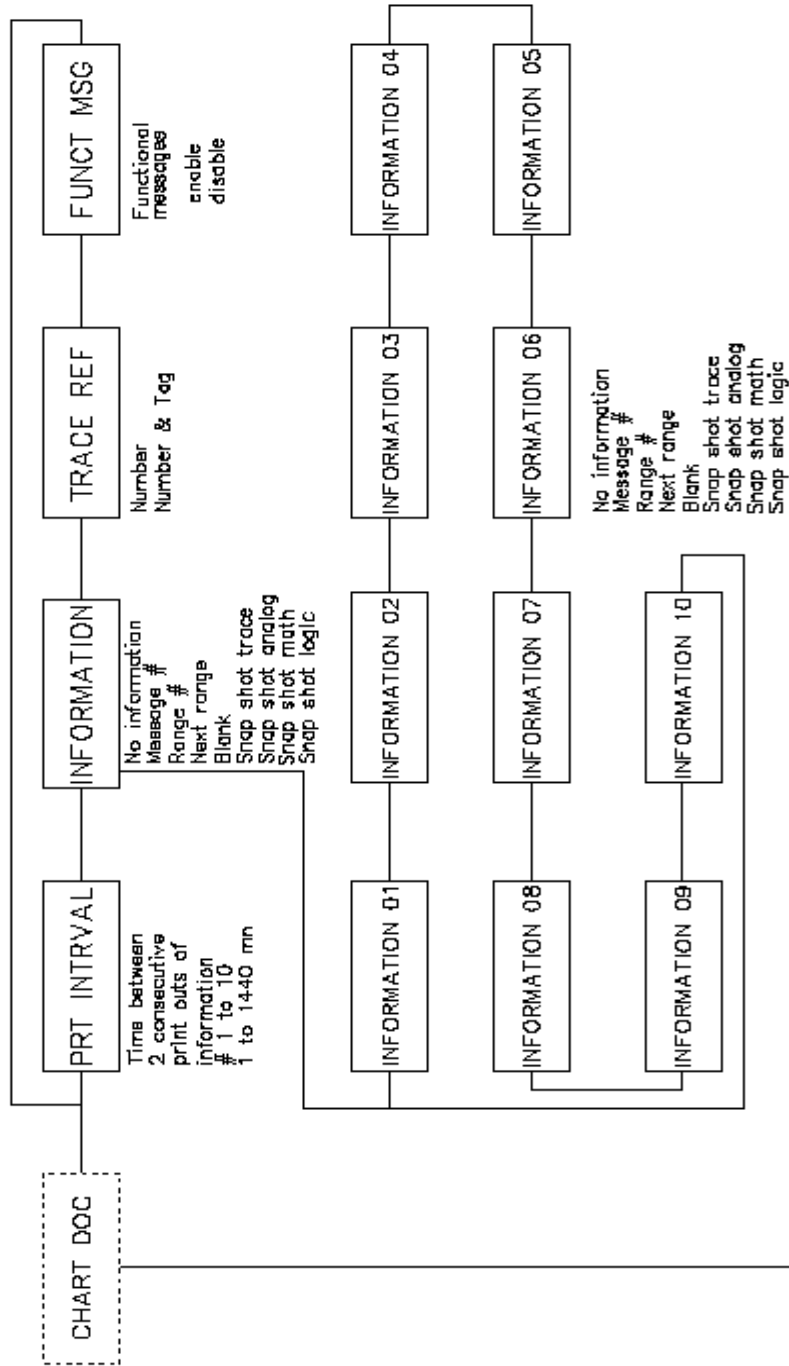 CHART DOC
PRT INTRVAL
Time between
2 consecutive
print outs of
information
# 1 to 10
1 to 1440 mn
INFORMATION
No information
Message #
Range #
Next range
Blank
Snap shot trace
Snap shot analog
Snap shot math
Snap shot logic
TRACE REF
Number
Number & Tag
FUNCT MSG
Functional
messages
enable
disable
INFORMATION 01
INFORMATION 02
INFORMATION 03
INFORMATION 04
INFORMATION 08
INFORMATION 07
INFORMATION 06
INFORMATION 05
No information
Message #
Range #
Next range
Blank
Snap shot trace
Snap shot analog
Snap shot math
Snap shot logic
INFORMATION 09
INFORMATION 10